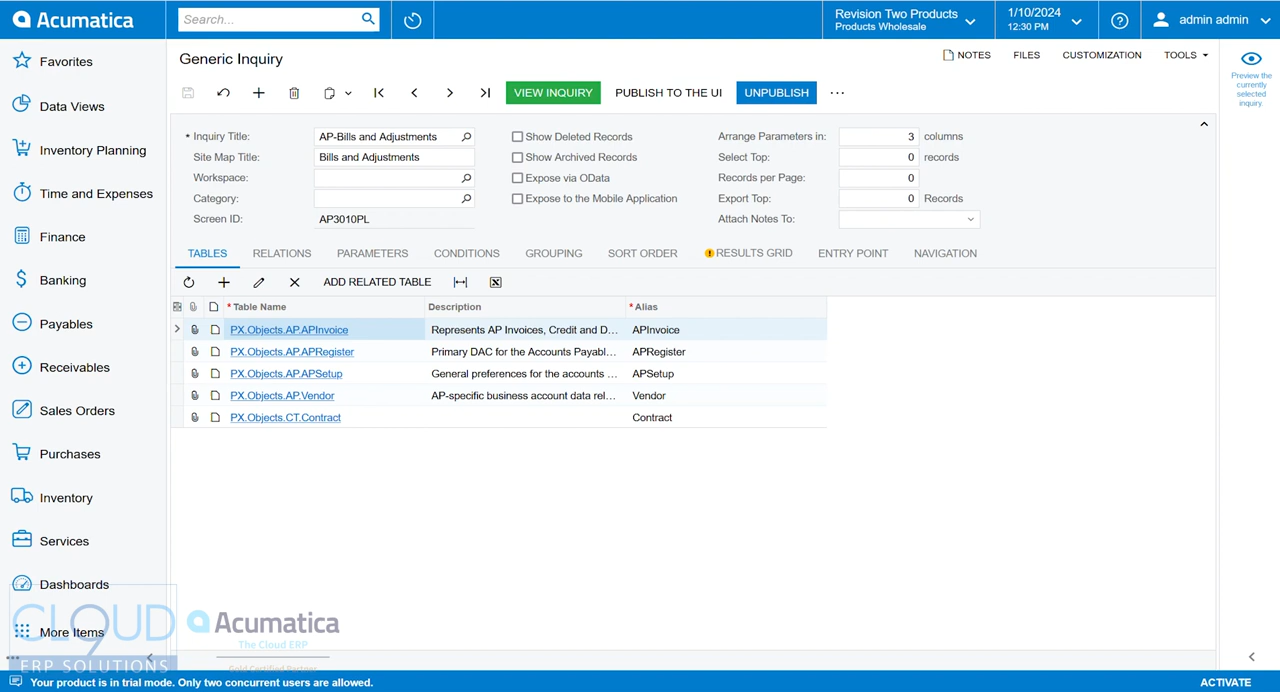 Acumatica
Search...
Revision Two Products
Products Wholesale
1/10/2024
12:30 PM
admin admin
Favorites
Data Views
Inventory Planning
Time and Expenses
Finance
Banking
Payables
Receivables
Sales Orders
Purchases
Inventory
Services
Dashboards
More Items
Generic Inquiry
NOTES FILES CUSTOMIZATION TOOLS
VIEW INQUIRY PUBLISH TO THE UI UNPUBLISH ...
* Inquiry Title: AP-Bills and Adjustments
Site Map Title: Bills and Adjustments
Workspace:
Category:
Screen ID: AP3010PL
Show Deleted Records
Show Archived Records
Expose via OData
Expose to the Mobile Application
Arrange Parameters in: 3 columns
Select Top: 0 records
Records per Page: 0
Export Top: 0 Records
Attach Notes To:
TABLES RELATIONS PARAMETERS CONDITIONS GROUPING SORT ORDER RESULTS GRID ENTRY POINT NAVIGATION
ADD RELATED TABLE
* Table Name Description * Alias
PX.Objects.AP.APInvoice Represents AP Invoices, Credit and D... APInvoice
PX.Objects.AP.APRegister Primary DAC for the Accounts Payabl... APRegister
PX.Objects.AP.APSetup General preferences for the accounts ... APSetup
PX.Objects.AP.Vendor AP-specific business account data rel... Vendor
PX.Objects.CT.Contract Contract
Preview the
currently
selected
inquiry.
CLOUD 9
ERP SOLUTIONS
Acumatica
The Cloud ERP
Gold Certified Partner
Your product is in trial mode. Only two concurrent users are allowed.
ACTIVATE